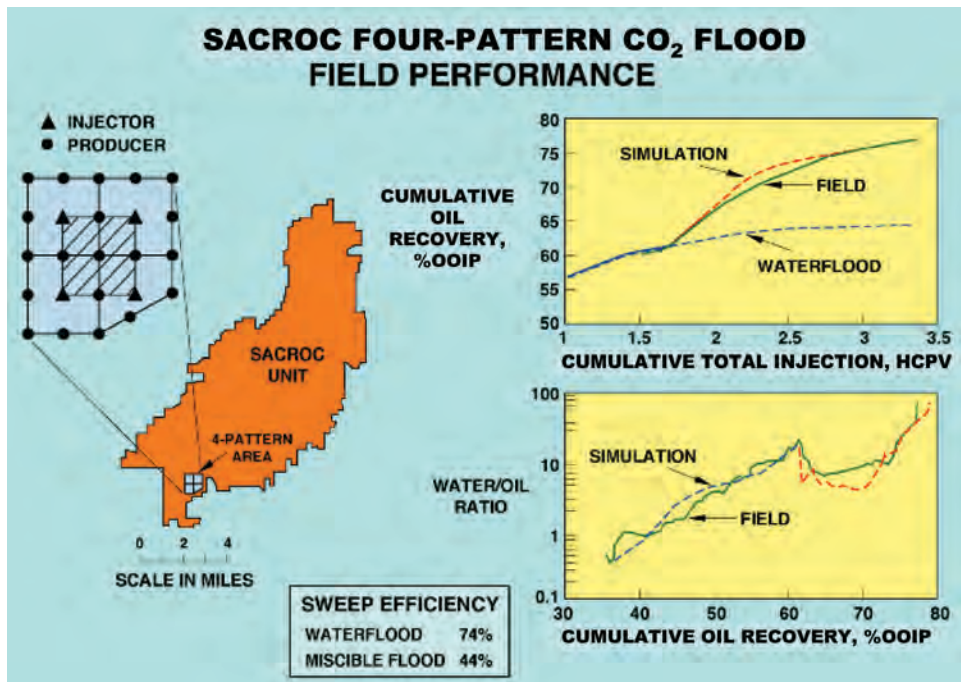 SACROC FOUR-PATTERN CO₂ FLOOD
FIELD PERFORMANCE
INJECTOR
PRODUCER
SACROC
UNIT
4-PATTERN
AREA
0 2 4
SCALE IN MILES
SWEEP EFFICIENCY
WATERFLOOD 74%
MISCIBLE FLOOD 44%
CUMULATIVE
OIL
RECOVERY,
%OOIP
80
75
70
65
60
55
50
SIMULATION
FIELD
WATERFLOOD
1 1.5 2 2.5 3 3.5
CUMULATIVE TOTAL INJECTION, HCPV
WATER/OIL
RATIO
100
10
1
0.1
SIMULATION
FIELD
30 40 50 60 70 80
CUMULATIVE OIL RECOVERY, %OOIP